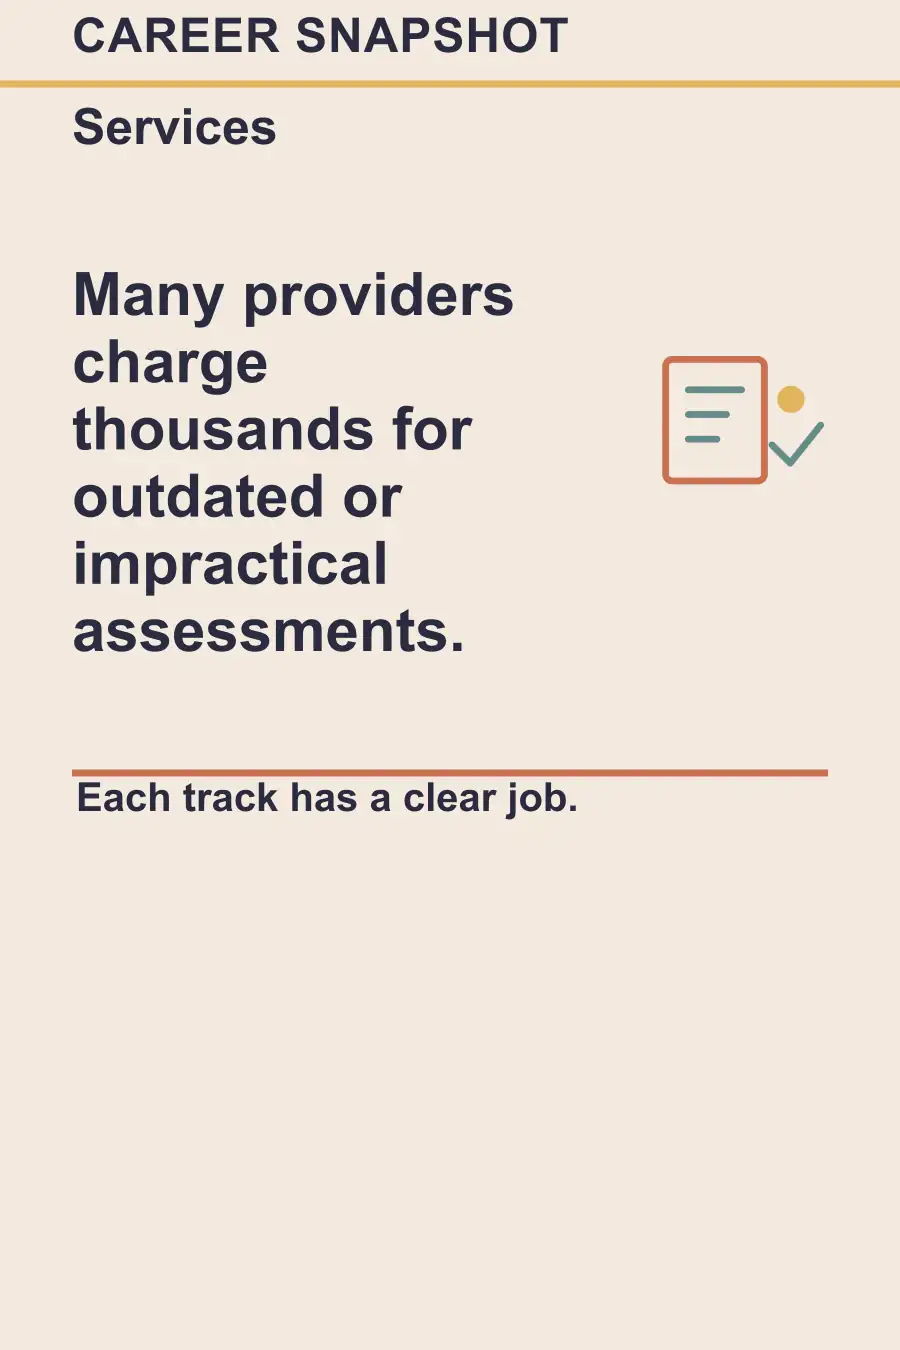 CAREER SNAPSHOT
Services
Many providers
charge
thousands for
outdated or
impractical
assessments.
Each track has a clear job.